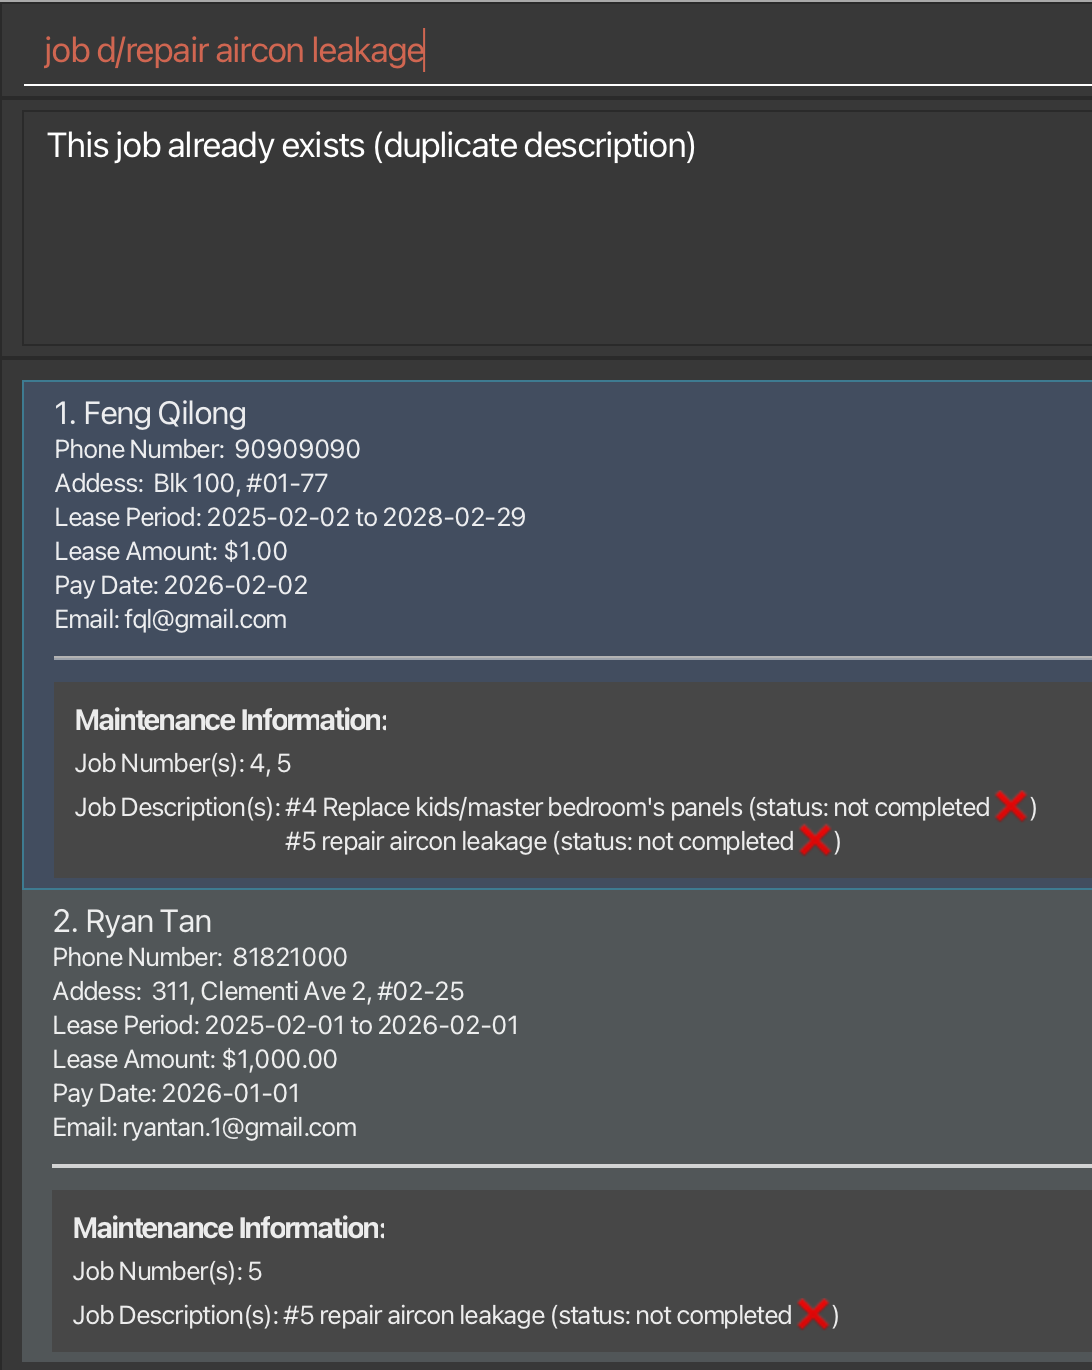 job d/repair aircon leakage
This job already exists (duplicate description)
1. Feng Qilong
Phone Number: 90909090
Addess: Blk 100, #01-77
Lease Period: 2025-02-02 to 2028-02-29
Lease Amount: $1.00
Pay Date: 2026-02-02
Email: fql@gmail.com
Maintenance Information:
Job Number(s): 4, 5
Job Description(s): #4 Replace kids/master bedroom's panels (status: not completed ❌)
#5 repair aircon leakage (status: not completed ❌)
2. Ryan Tan
Phone Number: 81821000
Addess: 311, Clementi Ave 2, #02-25
Lease Period: 2025-02-01 to 2026-02-01
Lease Amount: $1,000.00
Pay Date: 2026-01-01
Email: ryantan.1@gmail.com
Maintenance Information:
Job Number(s): 5
Job Description(s): #5 repair aircon leakage (status: not completed ❌)